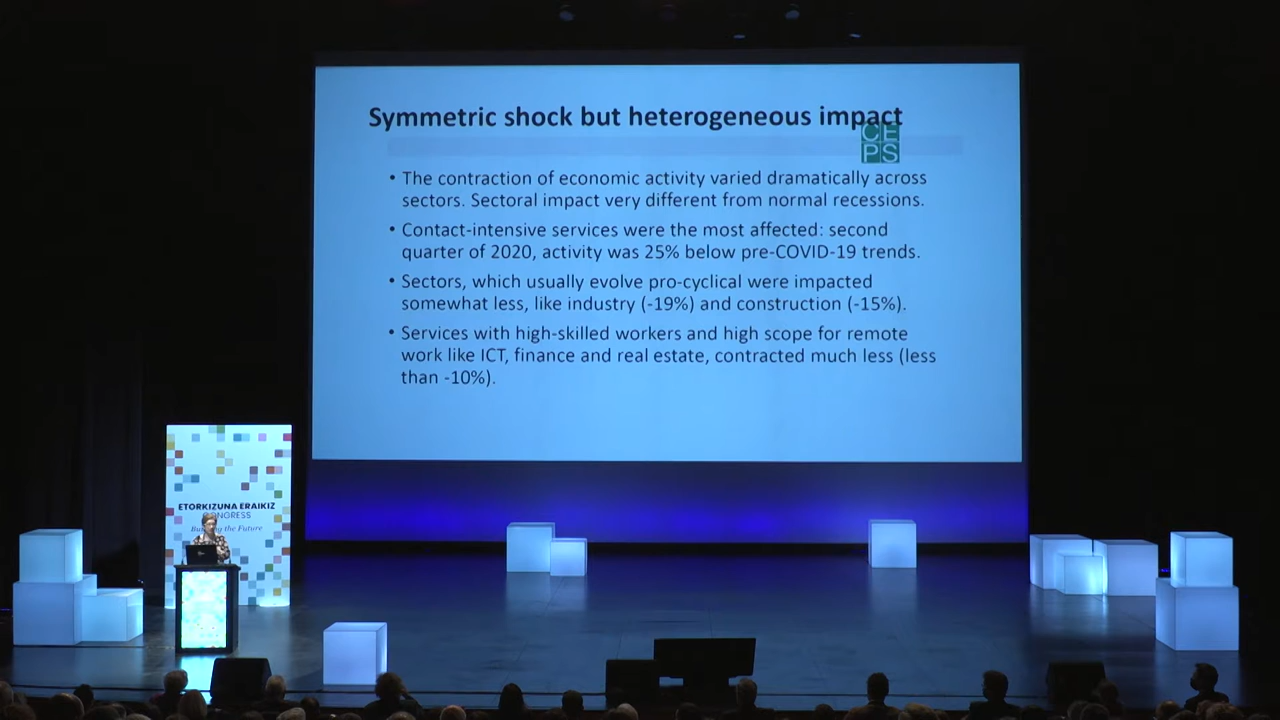 Symmetric shock but heterogeneous impact
CE
PS
• The contraction of economic activity varied dramatically across
sectors. Sectoral impact very different from normal recessions.
• Contact-intensive services were the most affected: second
quarter of 2020, activity was 25% below pre-COVID-19 trends.
• Sectors, which usually evolve pro-cyclical were impacted
somewhat less, like industry (-19%) and construction (-15%).
• Services with high-skilled workers and high scope for remote
work like ICT, finance and real estate, contracted much less (less
than -10%).
ETORKIZUNA ERAIKIZ
CONGRESS
the Future